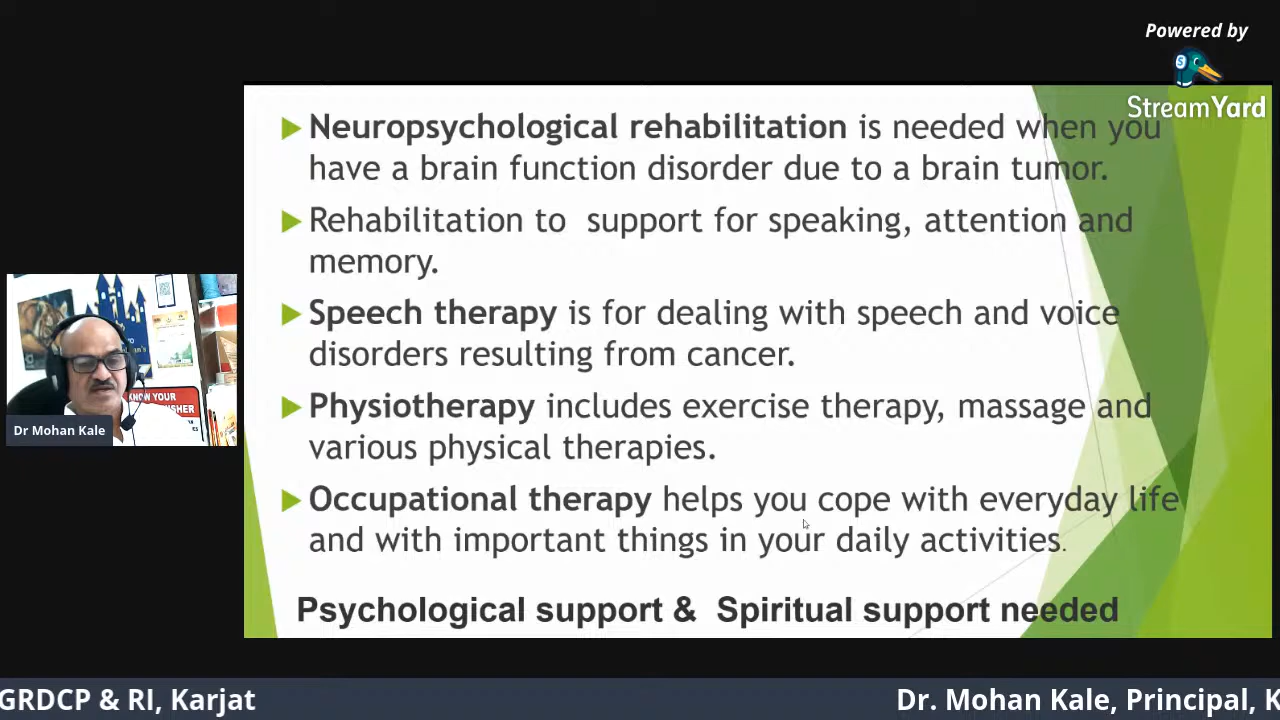 Powered by
StreamYard
Neuropsychological rehabilitation is needed when you
have a brain function disorder due to a brain tumor.
Rehabilitation to support for speaking, attention and
memory.
Speech therapy is for dealing with speech and voice
disorders resulting from cancer.
Physiotherapy includes exercise therapy, massage and
various physical therapies.
Occupational therapy helps you cope with everyday life
and with important things in your daily activities.
Psychological support & Spiritual support needed
KNOW YOUR
Dr Mohan Kale
GRDCP & RI, Karjat
Dr. Mohan Kale, Principal, K